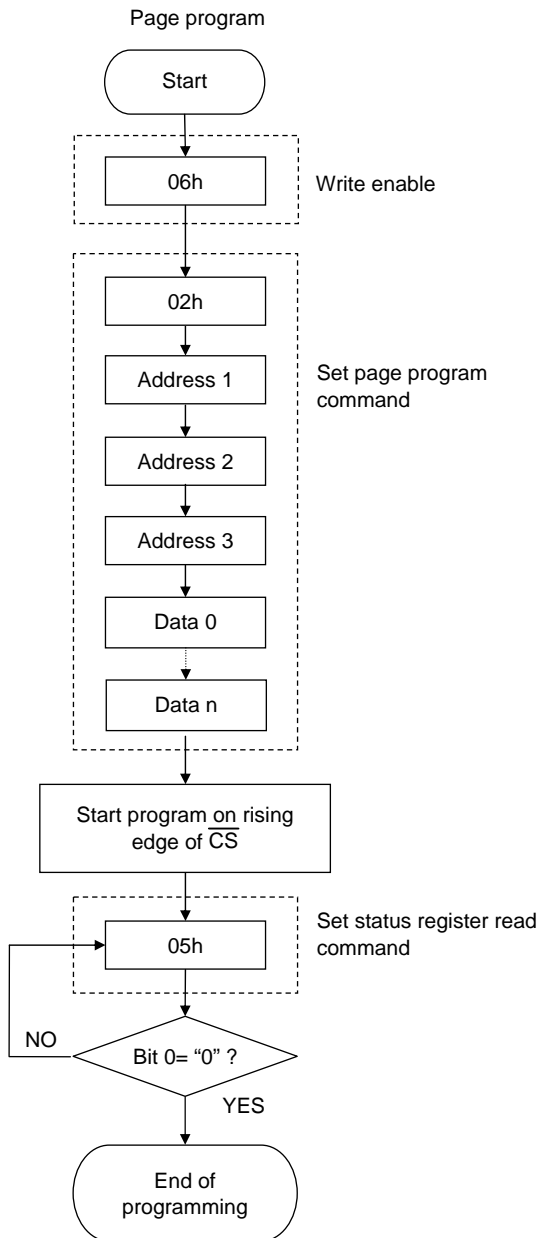 Page program
Start
06h
Write enable
02h
Address 1
Set page program
command
Address 2
Address 3
Data 0
Data n
Start program on rising
edge of C̅S̅
05h
Set status register read
command
NO
Bit 0= “0” ?
YES
End of
programming